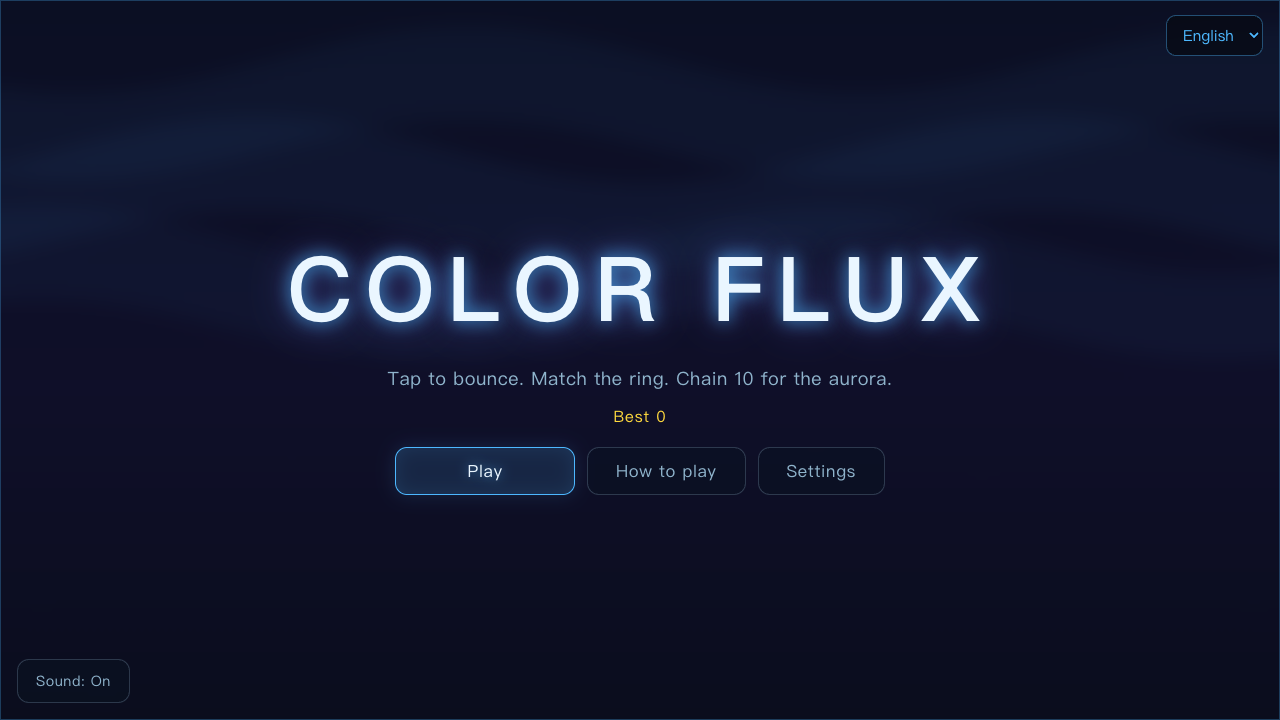 English
COLOR FLUX
Tap to bounce. Match the ring. Chain 10 for the aurora.
Best 0
Play
How to play
Settings
Sound: On